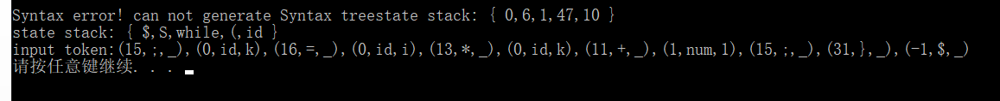 Syntax error! can not generate Syntax treestate stack: { 0,6,1,47,10 }
state stack: { $,S,while,(,id }
input token:(15,;,_),(0,id,k),(16,=,_),(0,id,i),(13,*,_),(0,id,k),(11,+,_),(1,num,1),(15,;,_),(31,},_),(-1,$,_)
请按任意键继续. . .